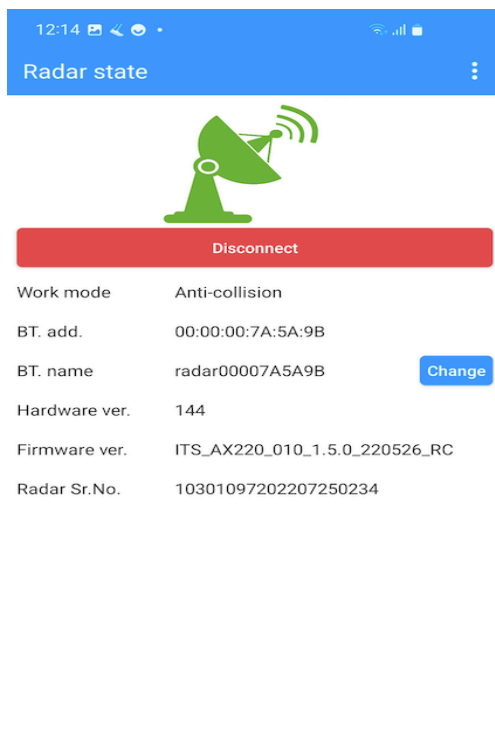 12:14
Radar state
Disconnect
Work mode Anti-collision
BT. add. 00:00:00:7A:5A:9B
BT. name radar00007A5A9B Change
Hardware ver. 144
Firmware ver. ITS_AX220_010_1.5.0_220526_RC
Radar Sr.No. 10301097202207250234